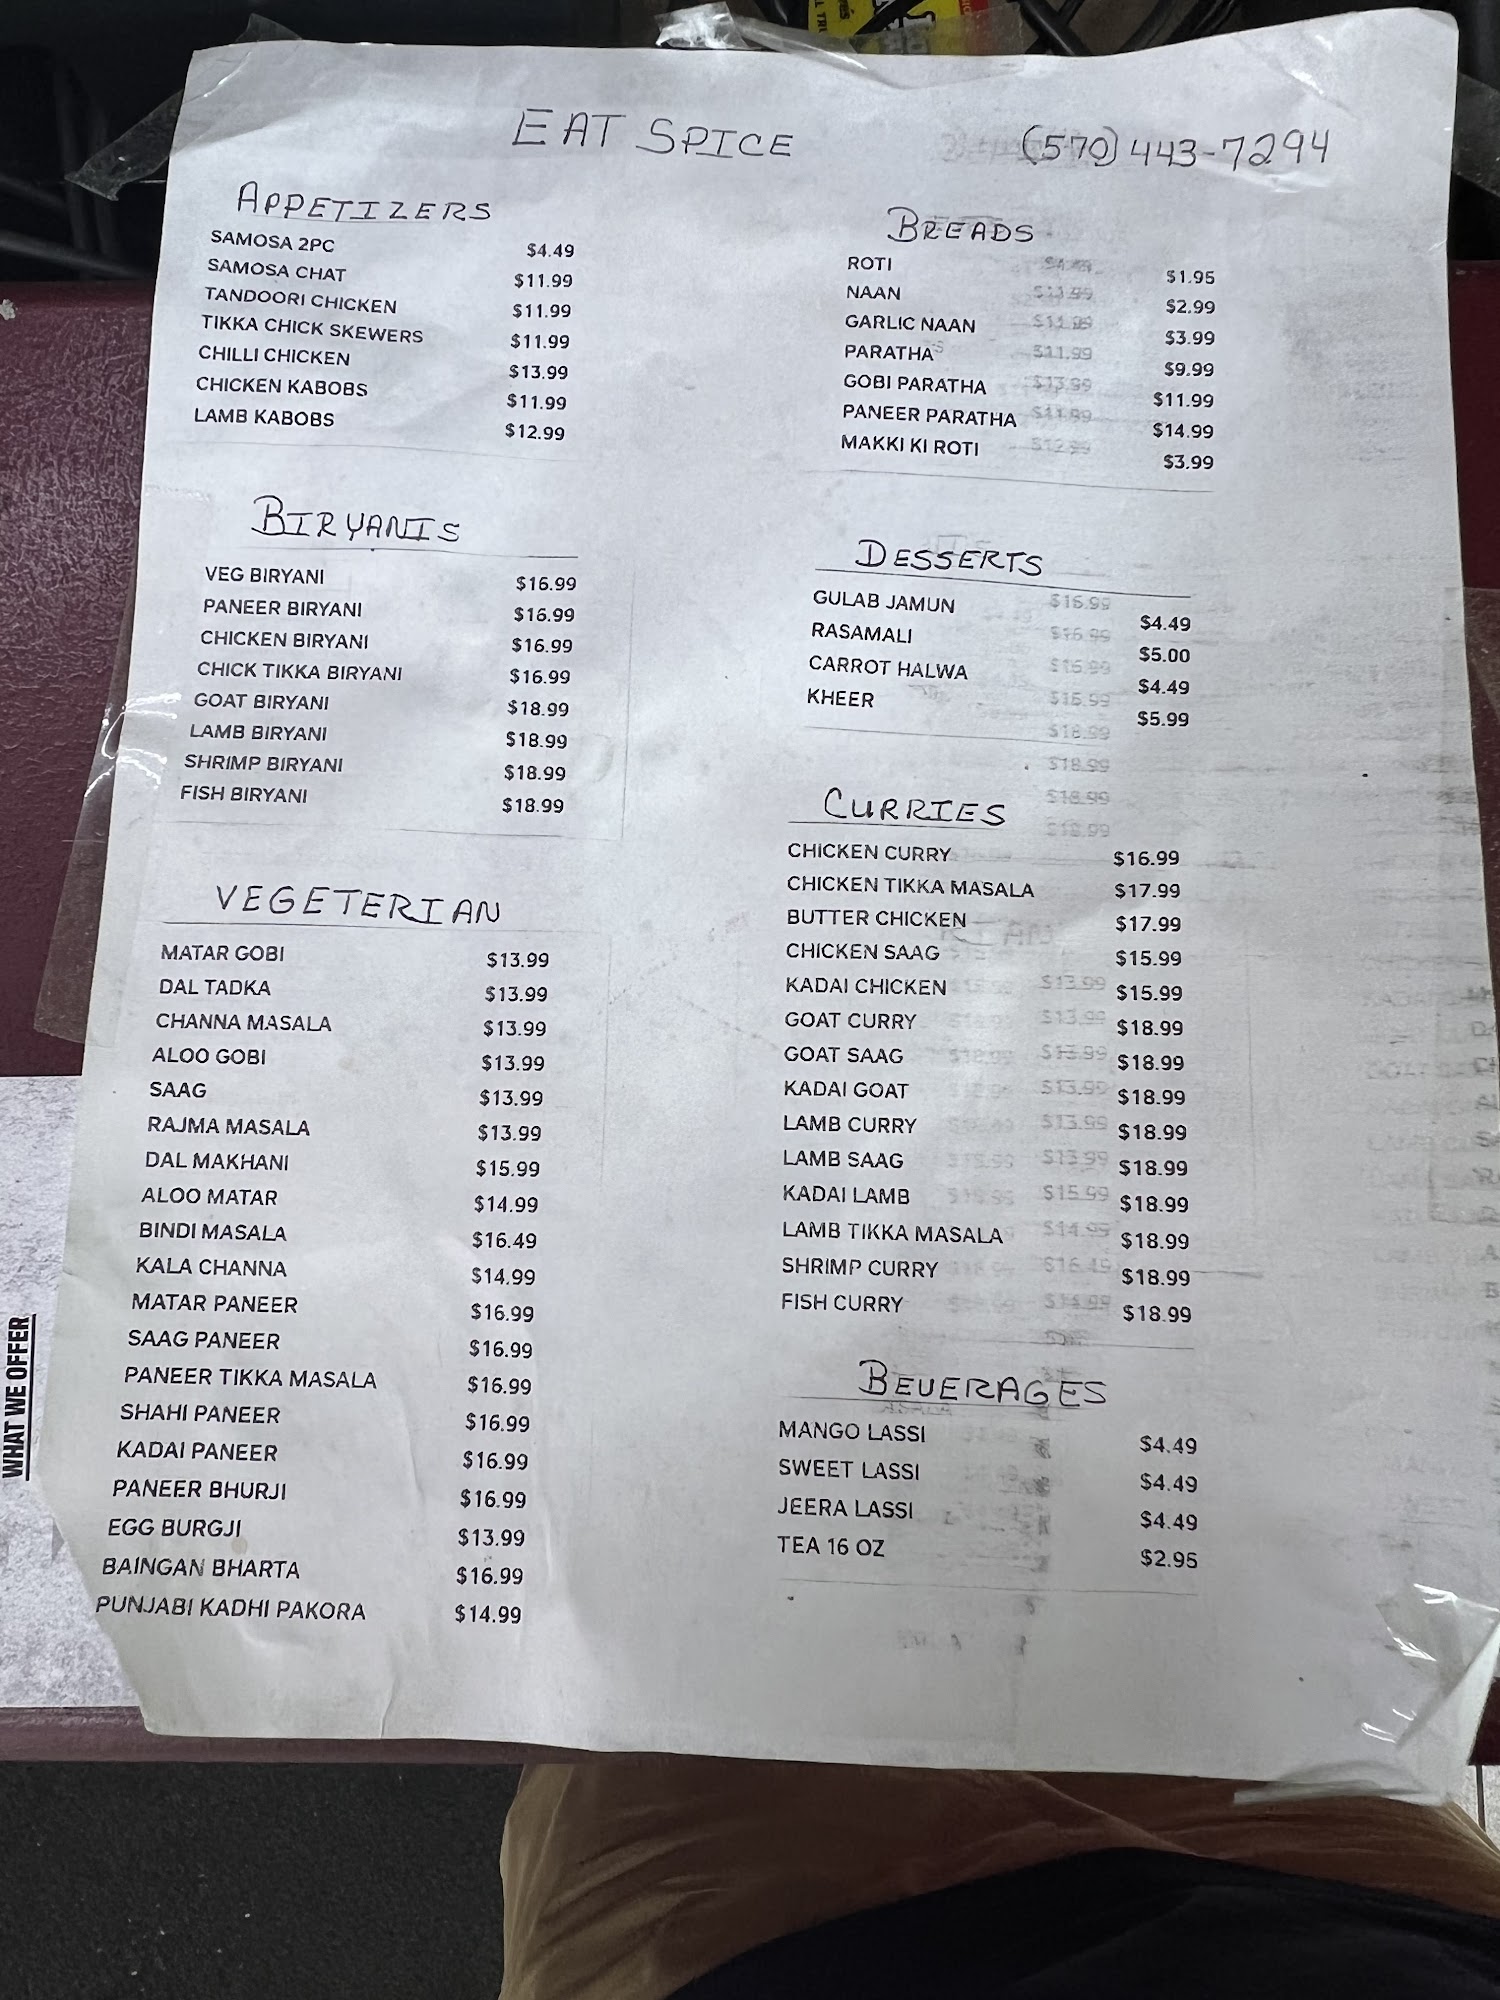 EAT SPICE (570) 443-7294
APPETIZERS
SAMOSA 2PC $4.49
SAMOSA CHAT $11.99
TANDOORI CHICKEN $11.99
TIKKA CHICK SKEWERS $11.99
CHILLI CHICKEN $13.99
CHICKEN KABOBS $11.99
LAMB KABOBS $12.99
BIRYANIS
VEG BIRYANI $16.99
PANEER BIRYANI $16.99
CHICKEN BIRYANI $16.99
CHICK TIKKA BIRYANI $16.99
GOAT BIRYANI $18.99
LAMB BIRYANI $18.99
SHRIMP BIRYANI $18.99
FISH BIRYANI $18.99
VEGETERIAN
MATAR GOBI $13.99
DAL TADKA $13.99
CHANNA MASALA $13.99
ALOO GOBI $13.99
SAAG $13.99
RAJMA MASALA $13.99
DAL MAKHANI $15.99
ALOO MATAR $14.99
BINDI MASALA $16.49
KALA CHANNA $14.99
MATAR PANEER $16.99
SAAG PANEER $16.99
PANEER TIKKA MASALA $16.99
SHAHI PANEER $16.99
KADAI PANEER $16.99
PANEER BHURJI $16.99
EGG BURGJI $13.99
BAINGAN BHARTA $16.99
PUNJABI KADHI PAKORA $14.99
BREADS
ROTI $1.95
NAAN $2.99
GARLIC NAAN $3.99
PARATHA $9.99
GOBI PARATHA $11.99
PANEER PARATHA $14.99
MAKKI KI ROTI $3.99
DESSERTS
GULAB JAMUN $4.49
RASAMALI $5.00
CARROT HALWA $4.49
KHEER $5.99
CURRIES
CHICKEN CURRY $16.99
CHICKEN TIKKA MASALA $17.99
BUTTER CHICKEN $17.99
CHICKEN SAAG $15.99
KADAI CHICKEN $15.99
GOAT CURRY $18.99
GOAT SAAG $18.99
KADAI GOAT $18.99
LAMB CURRY $18.99
LAMB SAAG $18.99
KADAI LAMB $18.99
LAMB TIKKA MASALA $18.99
SHRIMP CURRY $18.99
FISH CURRY $18.99
BEVERAGES
MANGO LASSI $4.49
SWEET LASSI $4.49
JEERA LASSI $4.49
TEA 16 OZ $2.95
WHAT WE OFFER